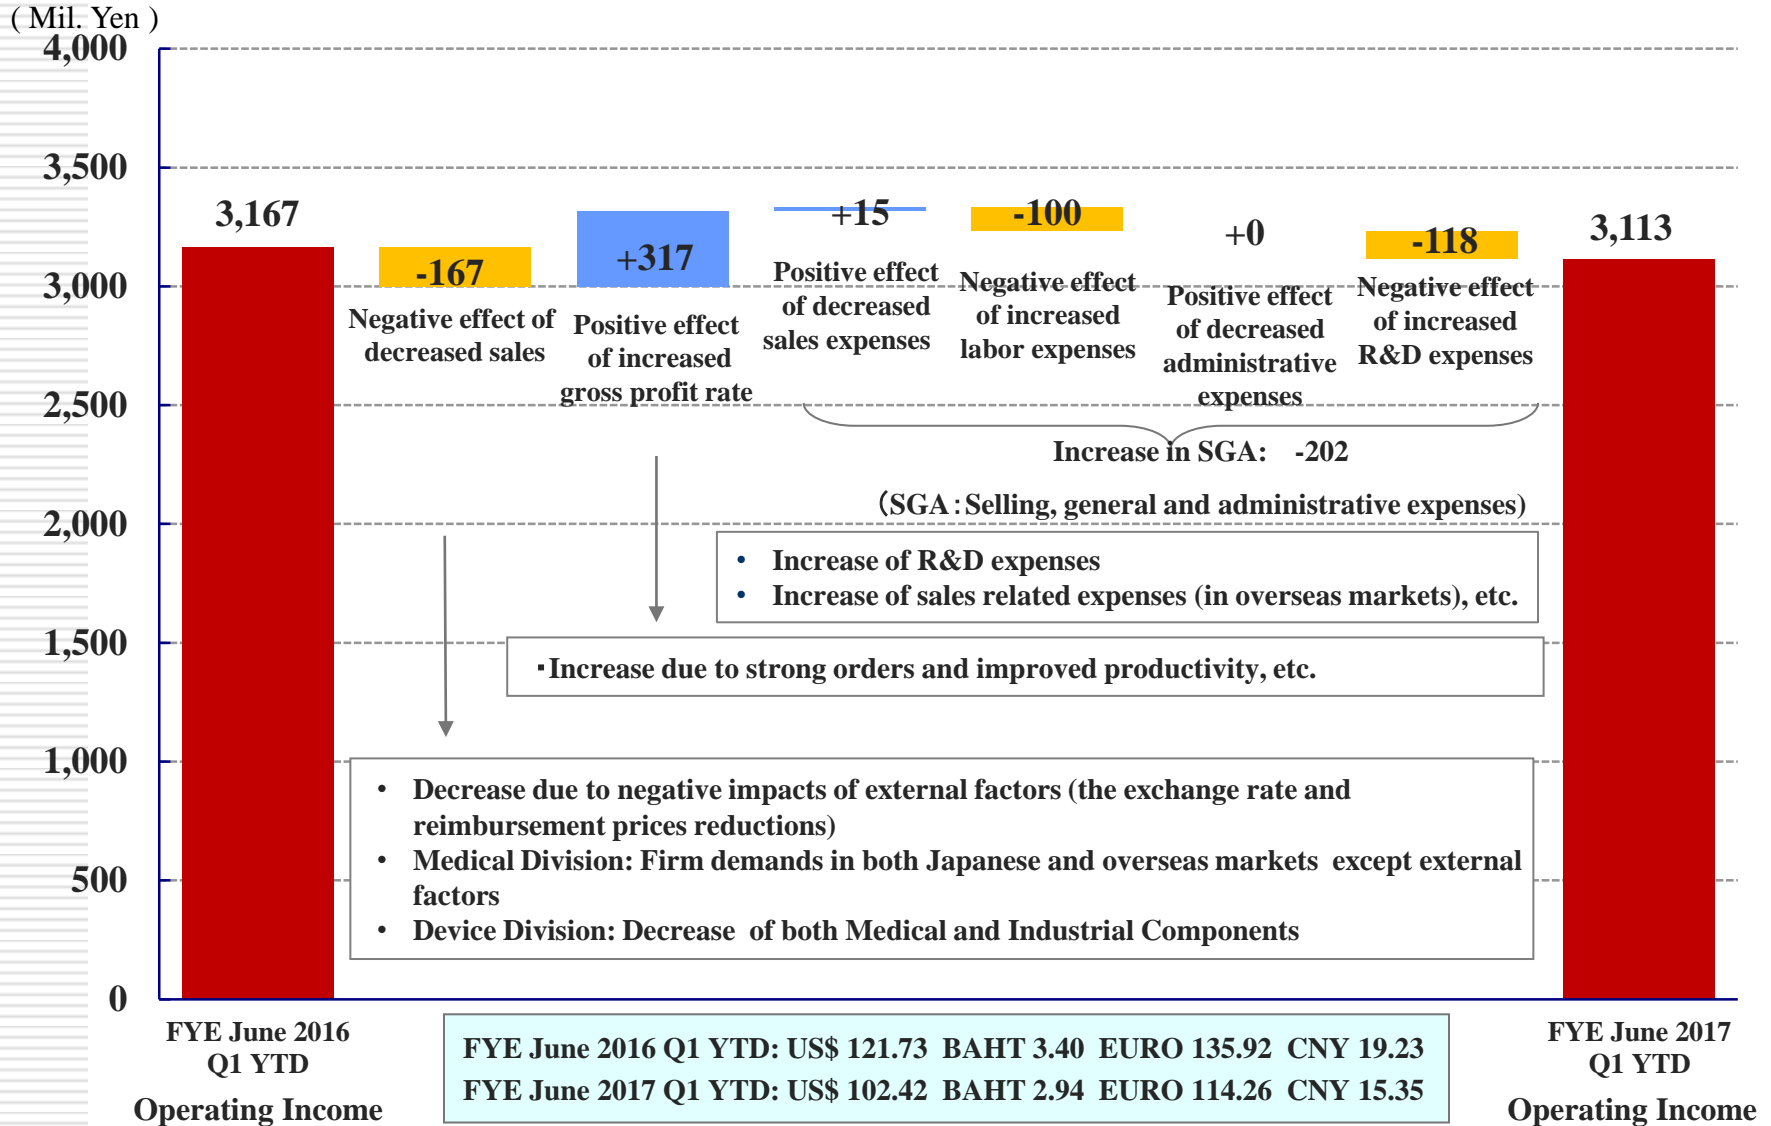 ( Mil. Yen )
4,000
3,500
3,000
2,500
2,000
1,500
1,000
500
0
3,167
-167
Negative effect of
decreased sales
+317
Positive effect
of increased
gross profit rate
+15
Positive effect
of decreased
sales expenses
-100
Negative effect
of increased
labor expenses
+0
Positive effect
of decreased
administrative
expenses
-118
Negative effect
of increased
R&D expenses
3,113
Increase in SGA: -202
(SGA:Selling, general and administrative expenses)
• Increase of R&D expenses
• Increase of sales related expenses (in overseas markets), etc.
･Increase due to strong orders and improved productivity, etc.
• Decrease due to negative impacts of external factors (the exchange rate and
reimbursement prices reductions)
• Medical Division: Firm demands in both Japanese and overseas markets except external
factors
• Device Division: Decrease of both Medical and Industrial Components
FYE June 2016
Q1 YTD
Operating Income
FYE June 2016 Q1 YTD: US$ 121.73 BAHT 3.40 EURO 135.92 CNY 19.23
FYE June 2017 Q1 YTD: US$ 102.42 BAHT 2.94 EURO 114.26 CNY 15.35
FYE June 2017
Q1 YTD
Operating Income